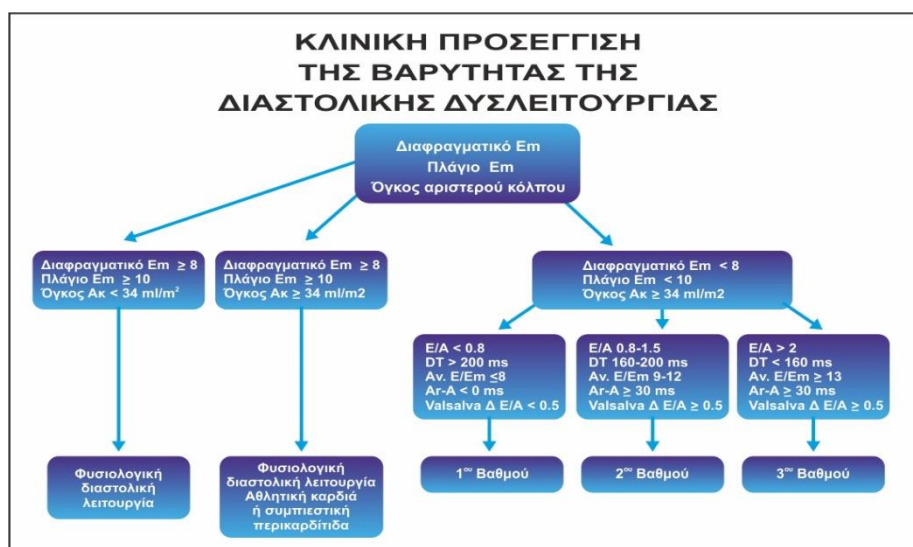 ΚΛΙΝΙΚΗ ΠΡΟΣΕΓΓΙΣΗ
ΤΗΣ ΒΑΡΥΤΗΤΑΣ ΤΗΣ
ΔΙΑΣΤΟΛΙΚΗΣ ΔΥΣΛΕΙΤΟΥΡΓΙΑΣ
Διαφραγματικό Em
Πλάγιο Em
Όγκος αριστερού κόλπου
Διαφραγματικό Em ≥ 8
Πλάγιο Em ≥ 10
Όγκος Ακ < 34 ml/m²
Διαφραγματικό Em ≥ 8
Πλάγιο Em ≥ 10
Όγκος Ακ ≥ 34 ml/m2
Διαφραγματικό Em < 8
Πλάγιο Em < 10
Όγκος Ακ ≥ 34 ml/m2
E/A < 0.8
DT > 200 ms
Av. E/Em ≤8
Ar-A < 0 ms
Valsalva Δ E/A < 0.5
E/A 0.8-1.5
DT 160-200 ms
Av. E/Em 9-12
Ar-A ≥ 30 ms
Valsalva Δ E/A ≥ 0.5
E/A > 2
DT < 160 ms
Av. E/Em ≥ 13
Ar-A ≥ 30 ms
Valsalva Δ E/A ≥ 0.5
Φυσιολογική
διαστολική
λειτουργία
Φυσιολογική
διαστολική λειτουργία
Αθλητική καρδιά
ή συμπιεστική
περικαρδίτιδα
1ου Βαθμού
2ου Βαθμού
3ου Βαθμού